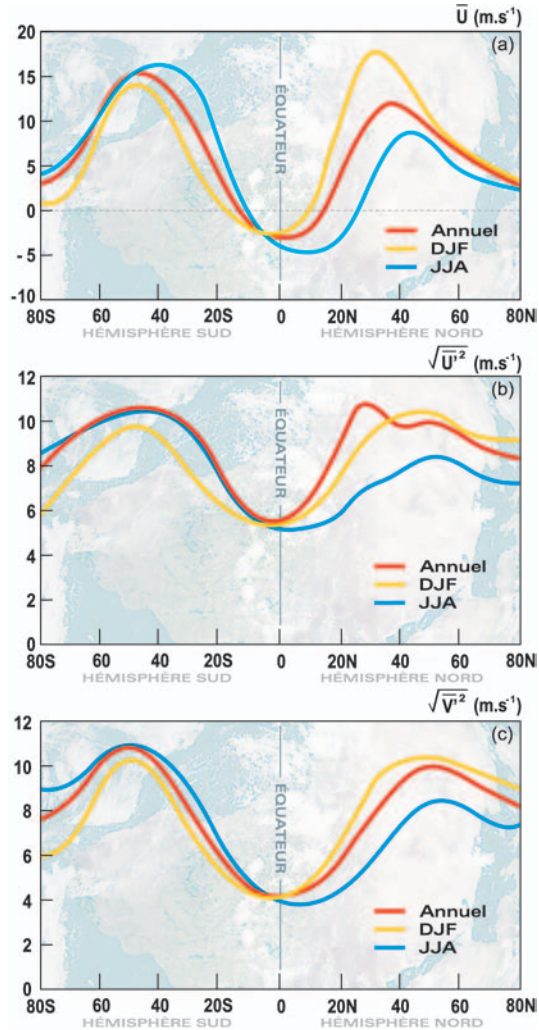 U̅ (m.s⁻¹)
(a)
20
15
10
5
0
- 5
-10
ÉQUATEUR
Annuel
DJF
JJA
80S 60 40 20S 0 20N 40 60 80N
HÉMISPHÈRE SUD HÉMISPHÈRE NORD
√U̅'² (m.s⁻¹)
(b)
12
10
8
6
4
2
0
ÉQUATEUR
Annuel
DJF
JJA
80S 60 40 20S 0 20N 40 60 80N
HÉMISPHÈRE SUD HÉMISPHÈRE NORD
√V̅'² (m.s⁻¹)
(c)
12
10
8
6
4
2
0
ÉQUATEUR
Annuel
DJF
JJA
80S 60 40 20S 0 20N 40 60 80N
HÉMISPHÈRE SUD HÉMISPHÈRE NORD